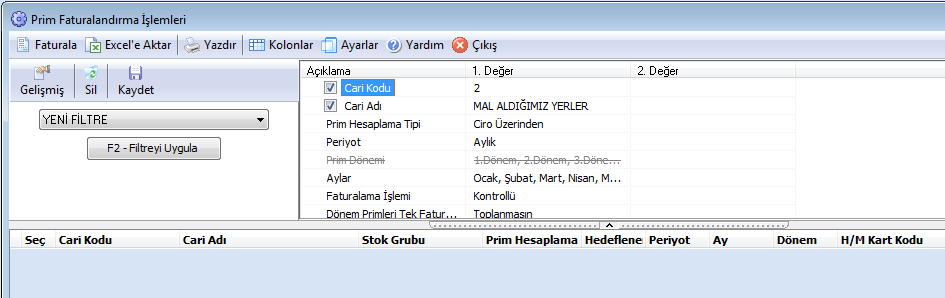 Prim Faturalandırma İşlemleri
Faturala Excel'e Aktar Yazdır Kolonlar Ayarlar Yardım Çıkış
Gelişmiş Sil Kaydet
YENİ FİLTRE
F2 - Filtreyi Uygula
Açıklama 1. Değer 2. Değer
Cari Kodu 2
Cari Adı MAL ALDIĞIMIZ YERLER
Prim Hesaplama Tipi Ciro Üzerinden
Periyot Aylık
Prim Dönemi 1.Dönem, 2.Dönem, 3.Döne...
Aylar Ocak, Şubat, Mart, Nisan, M...
Faturalama İşlemi Kontrollü
Dönem Primleri Tek Fatur... Toplanmasın
Seç Cari Kodu Cari Adı Stok Grubu Prim Hesaplama Hedeflenen Periyot Ay Dönem H/M Kart Kodu